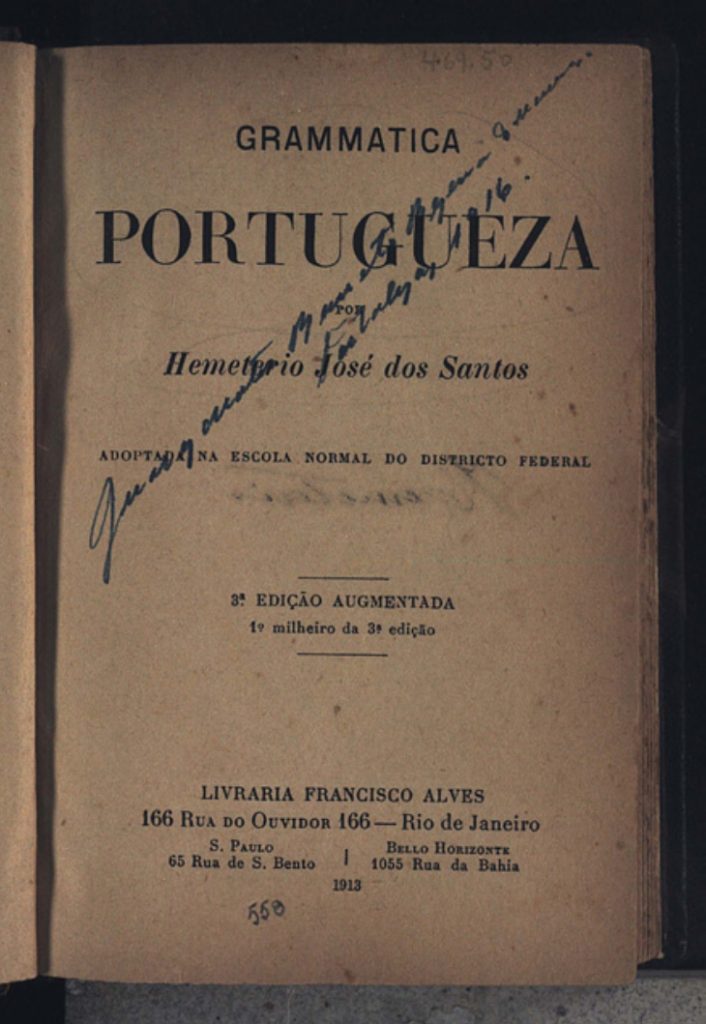 469.50
GRAMMATICA
PORTUGUEZA
POR
Hemeterio José dos Santos
ADOPTADA NA ESCOLA NORMAL DO DISTRICTO FEDERAL
3ª EDIÇÃO AUGMENTADA
1º milheiro da 3ª edição
LIVRARIA FRANCISCO ALVES
166 RUA DO OUVIDOR 166 — Rio de Janeiro
S. PAULO
65 Rua de S. Bento
BELLO HORIZONTE
1055 Rua da Bahia
1913
558